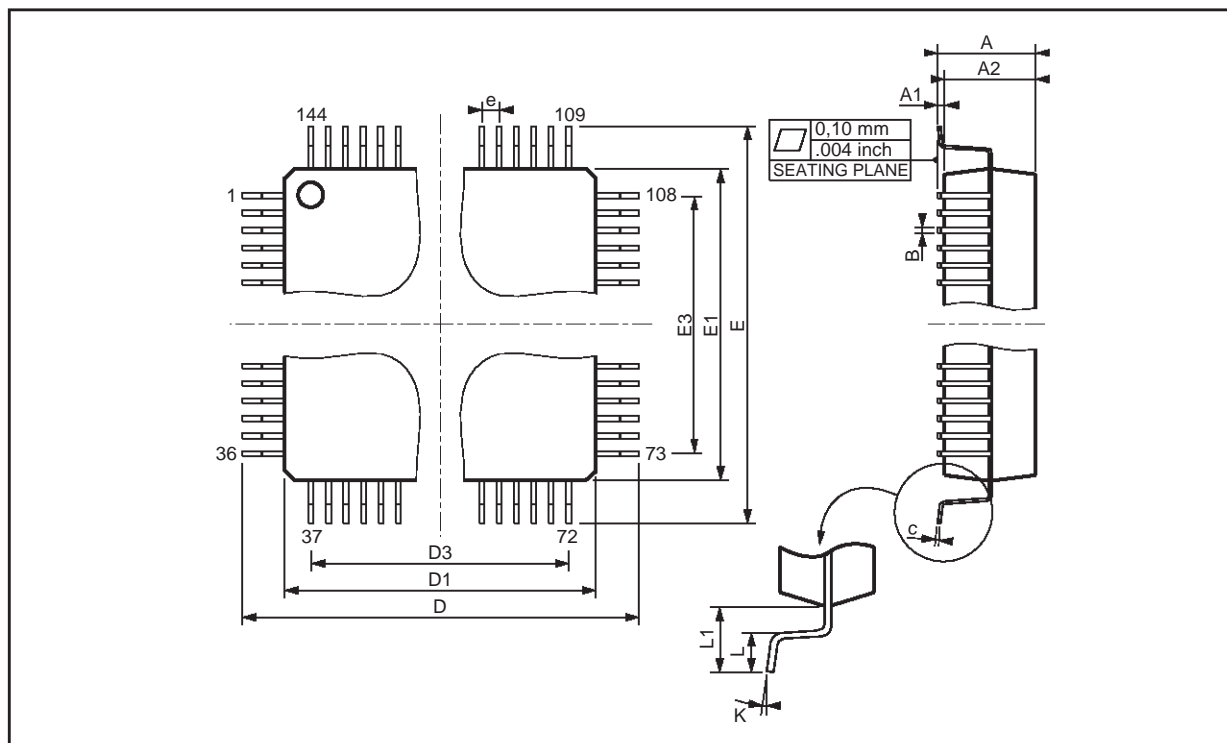 A
A2
A1
e
144
109
0,10 mm
.004 inch
SEATING PLANE
1
108
B
E3
E1
E
36
73
37
72
c
D3
D1
D
L1
L
K